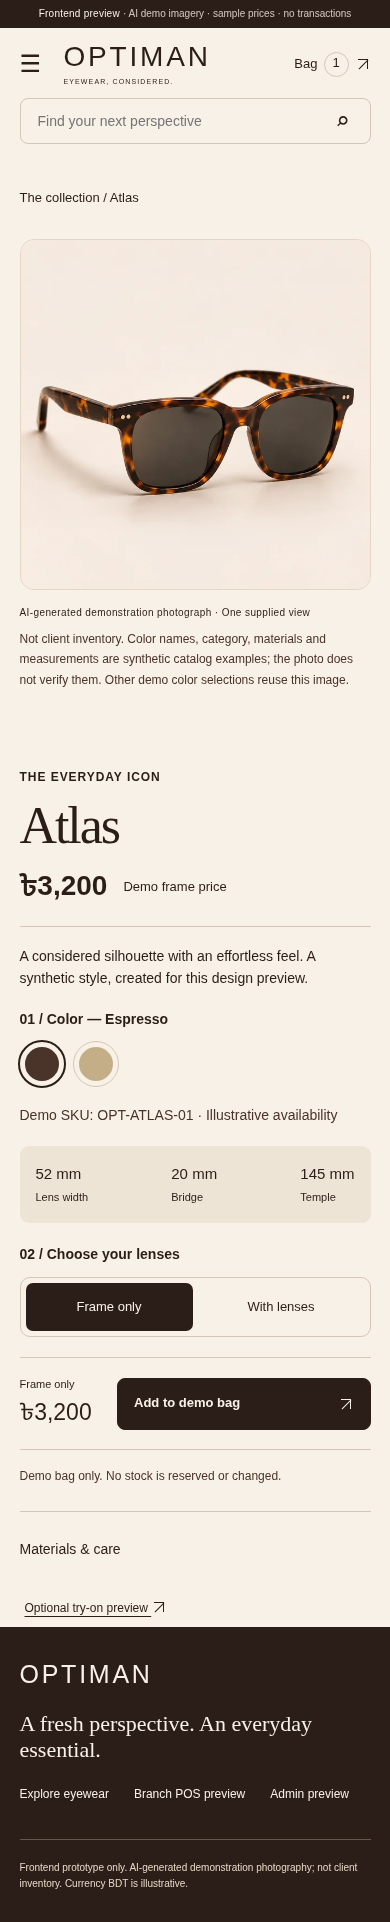 Frontend preview · AI demo imagery · sample prices · no transactions
OPTIMAN
EYEWEAR, CONSIDERED.
Bag 1
Find your next perspective
The collection / Atlas
AI-generated demonstration photograph · One supplied view
Not client inventory. Color names, category, materials and
measurements are synthetic catalog examples; the photo does
not verify them. Other demo color selections reuse this image.
THE EVERYDAY ICON
Atlas
৳3,200 Demo frame price
A considered silhouette with an effortless feel. A
synthetic style, created for this design preview.
01 / Color — Espresso
Demo SKU: OPT-ATLAS-01 · Illustrative availability
52 mm 20 mm 145 mm
Lens width Bridge Temple
02 / Choose your lenses
Frame only With lenses
Frame only
৳3,200
Add to demo bag
Demo bag only. No stock is reserved or changed.
Materials & care
Optional try-on preview
OPTIMAN
A fresh perspective. An everyday
essential.
Explore eyewear Branch POS preview Admin preview
Frontend prototype only. AI-generated demonstration photography; not client
inventory. Currency BDT is illustrative.